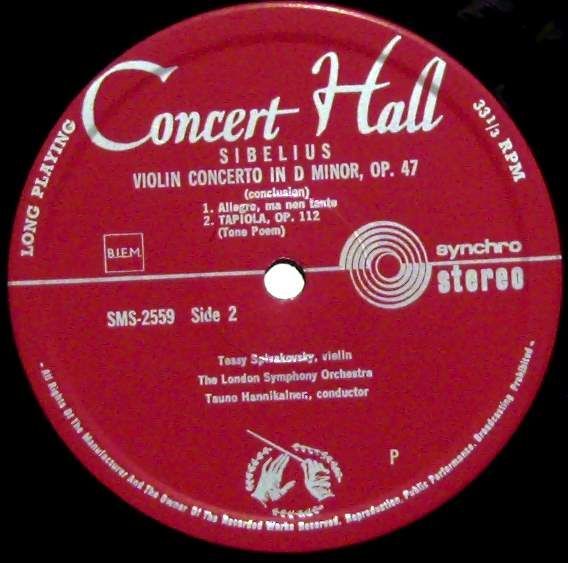 Concert Hall
LONG PLAYING
33 1/3 RPM
SIBELIUS
VIOLIN CONCERTO IN D MINOR, OP. 47
(conclusion)
1. Allegro, ma non tanto
2. TAPIOLA, OP. 112
(Tone Poem)
B.I.E.M.
synchro
stereo
SMS-2559 Side 2
Tossy Spivakovsky, violin
The London Symphony Orchestra
Tauno Hannikainen, conductor
P
- All Rights Of The Manufacturer And The Owner Of The Recorded Works Reserved. Reproduction, Public Performance, Broadcasting Prohibited -